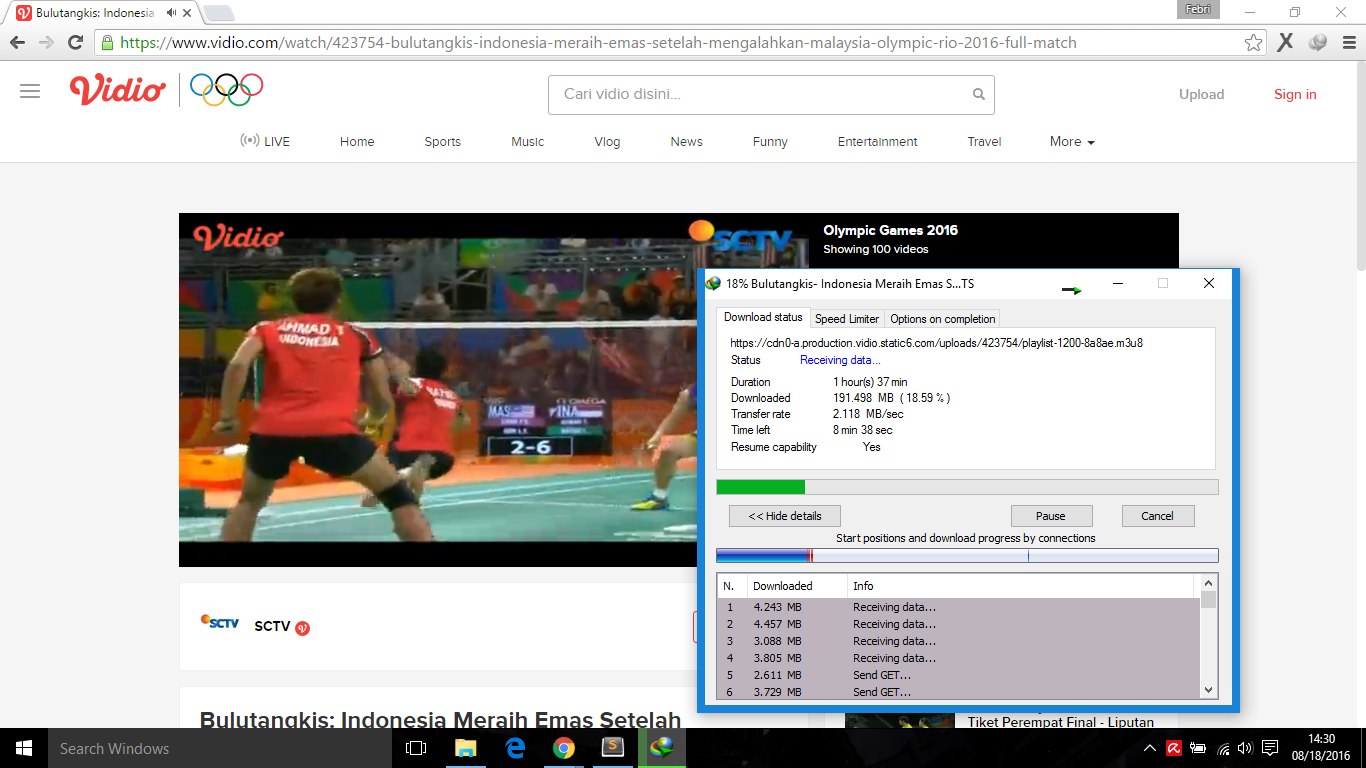 Bulutangkis: Indonesia
Febri
https://www.vidio.com/watch/423754-bulutangkis-indonesia-meraih-emas-setelah-mengalahkan-malaysia-olympic-rio-2016-full-match
Vidio
Cari vidio disini...
Upload
Sign in
LIVE
Home
Sports
Music
Vlog
News
Funny
Entertainment
Travel
More
Vidio
SCTV
AHMAD T
INDONESIA
MAS
INA
2-6
Olympic Games 2016
Showing 100 videos
18% Bulutangkis- Indonesia Meraih Emas S...TS
Download status
Speed Limiter
Options on completion
https://cdn0-a.production.vidio.static6.com/uploads/423754/playlist-1200-8a8ae.m3u8
Status Receiving data...
Duration 1 hour(s) 37 min
Downloaded 191.498 MB ( 18.59 % )
Transfer rate 2.118 MB/sec
Time left 8 min 38 sec
Resume capability Yes
<< Hide details
Pause
Cancel
Start positions and download progress by connections
N. Downloaded Info
1 4.243 MB Receiving data...
2 4.457 MB Receiving data...
3 3.088 MB Receiving data...
4 3.805 MB Receiving data...
5 2.611 MB Send GET...
6 3.729 MB Send GET...
SCTV
SCTV
Bulutangkis: Indonesia Meraih Emas Setelah
Tiket Perempat Final - Liputan
Search Windows
14:30
08/18/2016